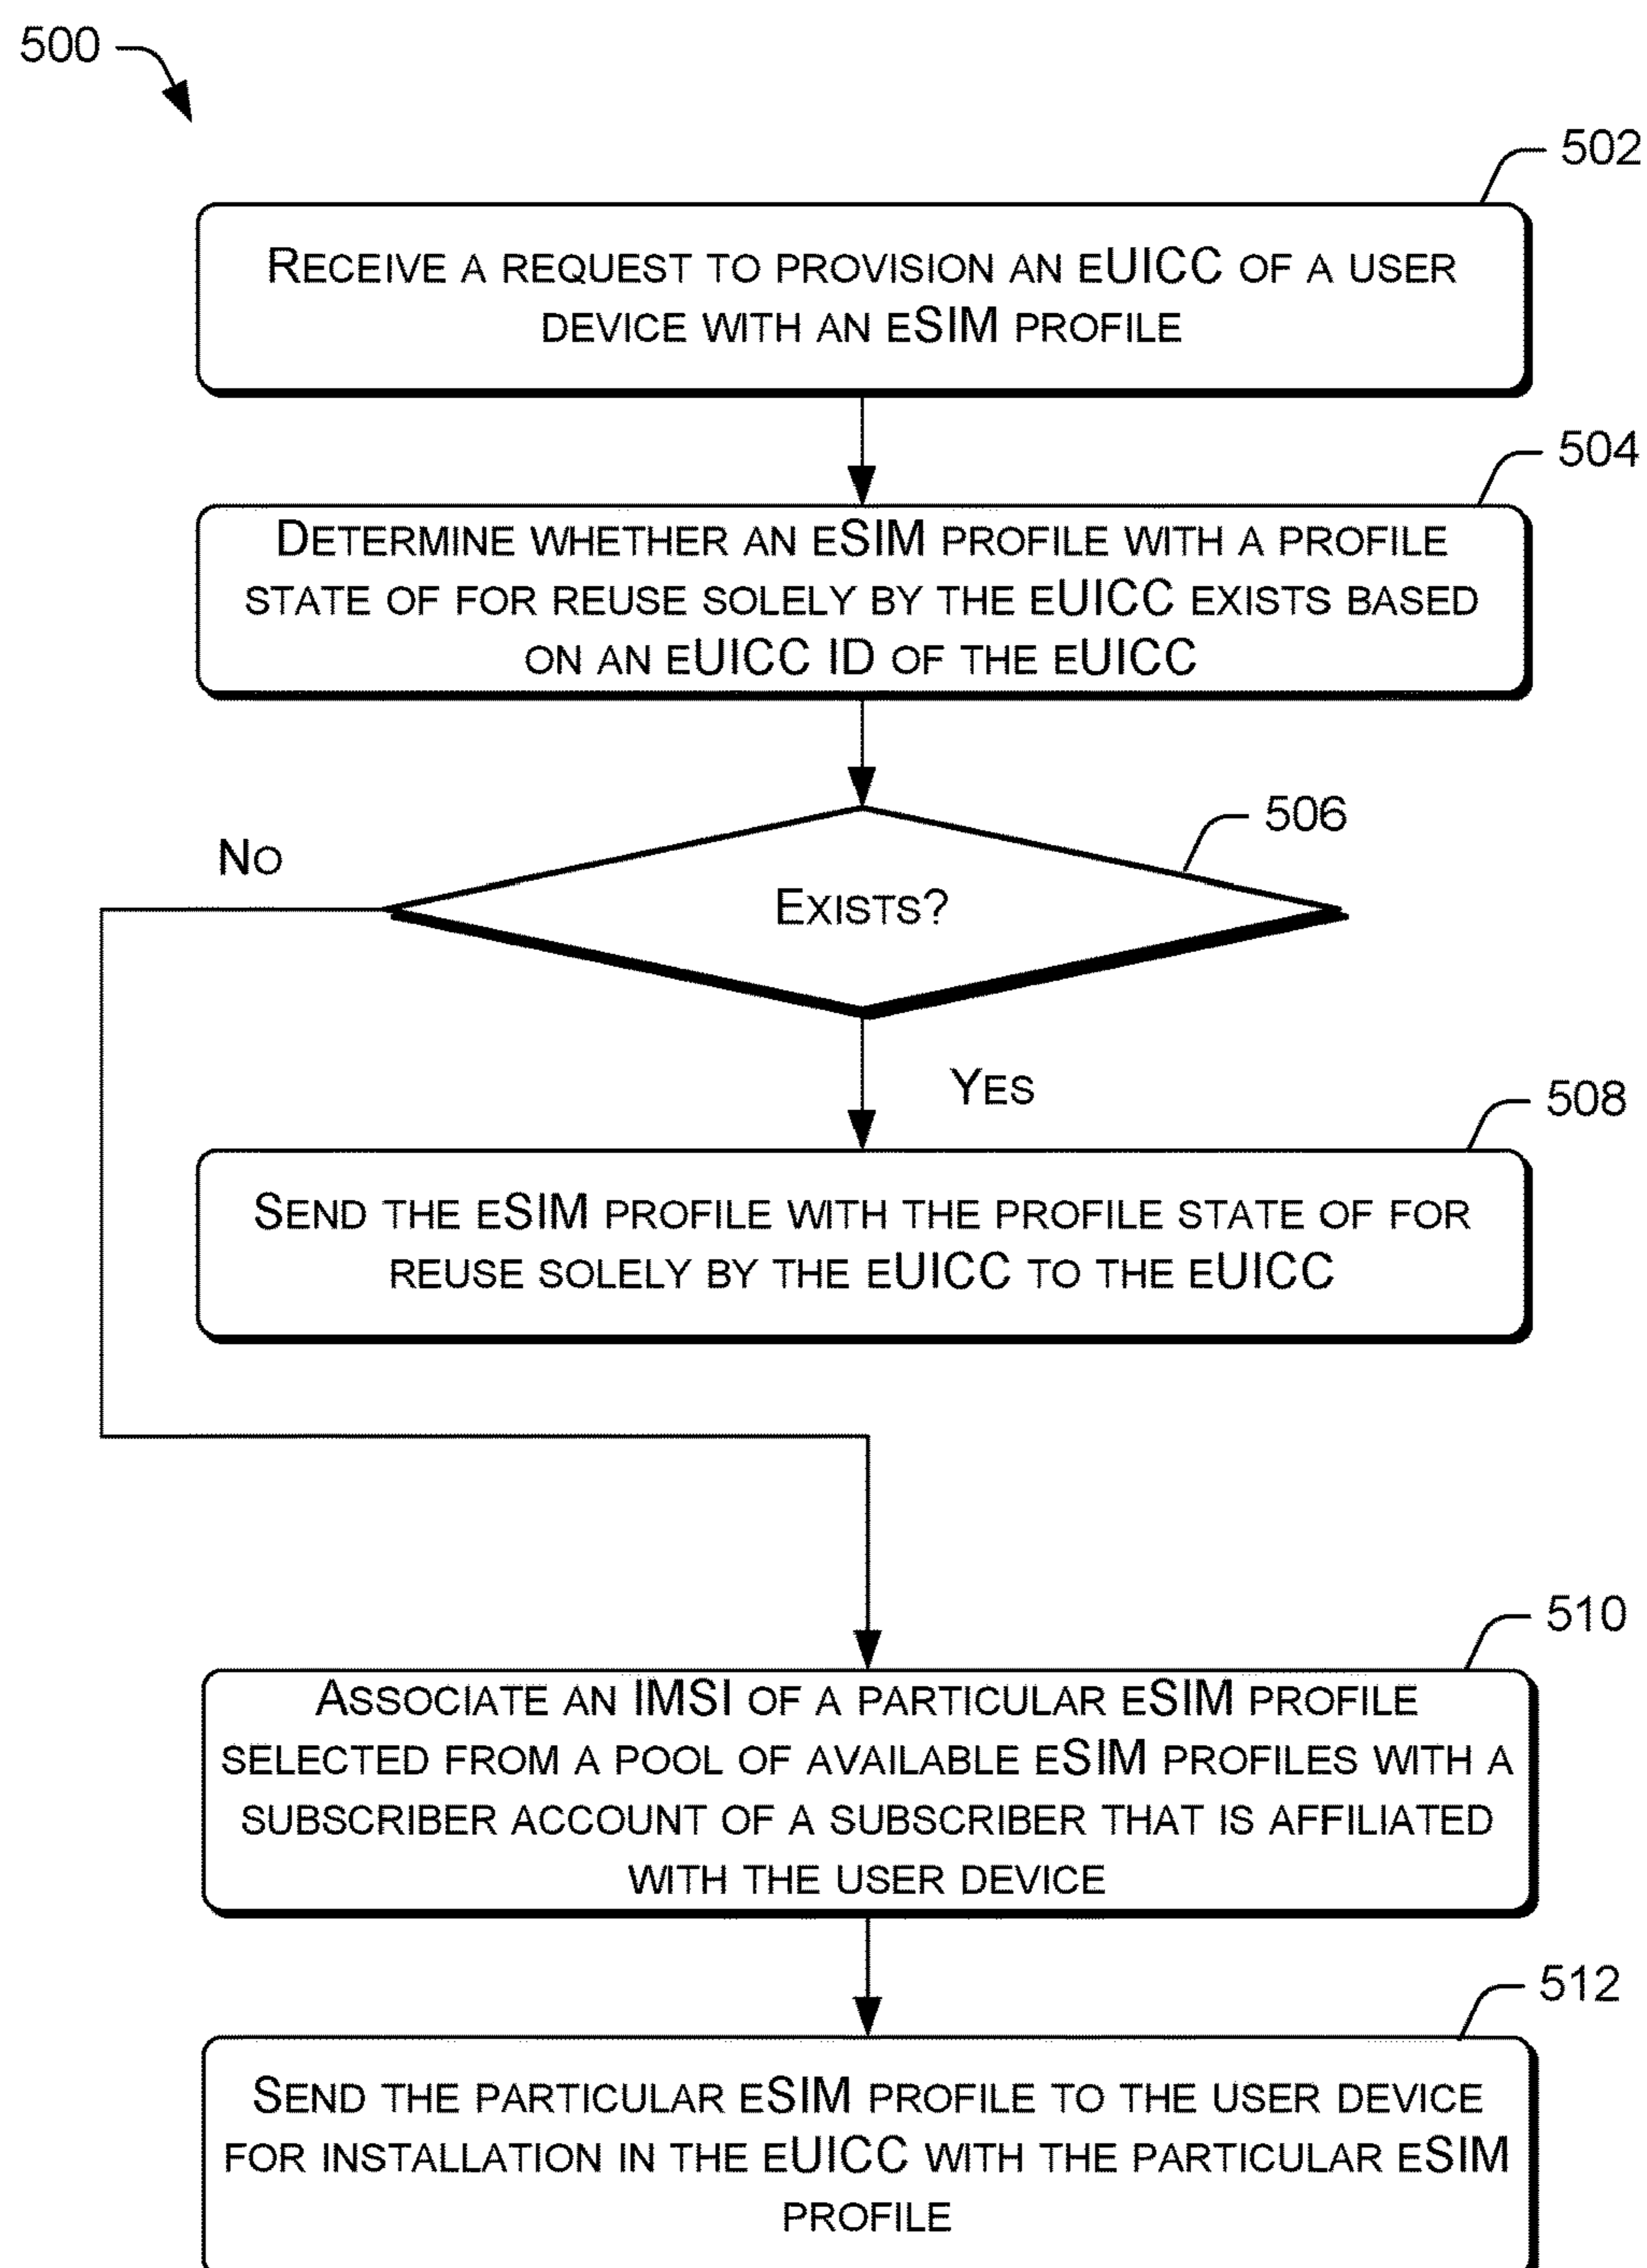 500
502
RECEIVE A REQUEST TO PROVISION AN eUICC OF A USER
DEVICE WITH AN eSIM PROFILE
504
DETERMINE WHETHER AN eSIM PROFILE WITH A PROFILE
STATE OF FOR REUSE SOLELY BY THE eUICC EXISTS BASED
ON AN eUICC ID OF THE eUICC
506
NO
EXISTS?
YES
508
SEND THE eSIM PROFILE WITH THE PROFILE STATE OF FOR
REUSE SOLELY BY THE eUICC TO THE eUICC
510
ASSOCIATE AN IMSI OF A PARTICULAR eSIM PROFILE
SELECTED FROM A POOL OF AVAILABLE eSIM PROFILES WITH A
SUBSCRIBER ACCOUNT OF A SUBSCRIBER THAT IS AFFILIATED
WITH THE USER DEVICE
512
SEND THE PARTICULAR eSIM PROFILE TO THE USER DEVICE
FOR INSTALLATION IN THE eUICC WITH THE PARTICULAR eSIM
PROFILE